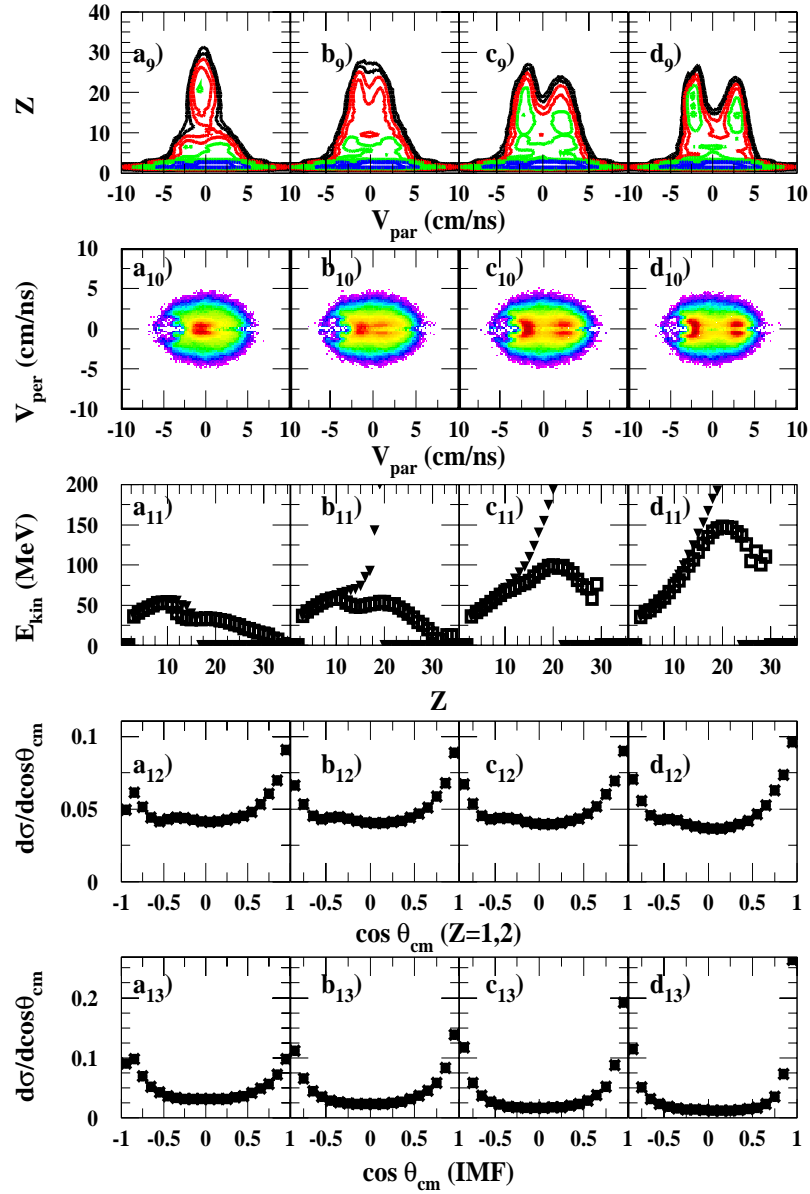 40
30
20
10
0
Z
a9) b9) c9) d9)
-10 -5 0 5 10 -5 0 5 10 -5 0 5 10 -5 0 5 10
Vpar (cm/ns)
10
5
0
-5
-10
Vper (cm/ns)
a10) b10) c10) d10)
-10 -5 0 5 10 -5 0 5 10 -5 0 5 10 -5 0 5 10
Vpar (cm/ns)
200
150
100
50
0
Ekin (MeV)
a11) b11) c11) d11)
10 20 30 10 20 30 10 20 30 10 20 30
Z
0.1
0.05
0
dσ/dcosθcm
a12) b12) c12) d12)
-1 -0.5 0 0.5 1 -0.5 0 0.5 1 -0.5 0 0.5 1 -0.5 0 0.5 1
cos θcm (Z=1,2)
0.2
0.1
0
dσ/dcosθcm
a13) b13) c13) d13)
-1 -0.5 0 0.5 1 -0.5 0 0.5 1 -0.5 0 0.5 1 -0.5 0 0.5 1
cos θcm (IMF)